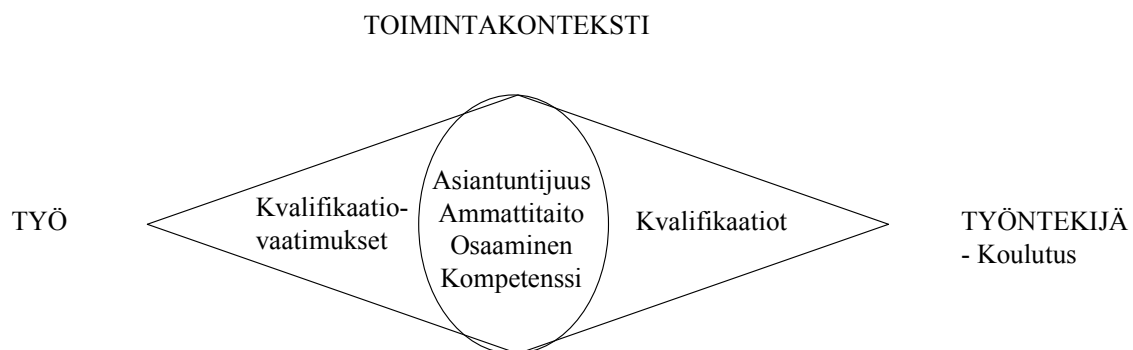 TOIMINTAKONTEKSTI
TYÖ
Kvalifikaatio-
vaatimukset
Asiantuntijuus
Ammattitaito
Osaaminen
Kompetenssi
Kvalifikaatiot
TYÖNTEKIJÄ
- Koulutus